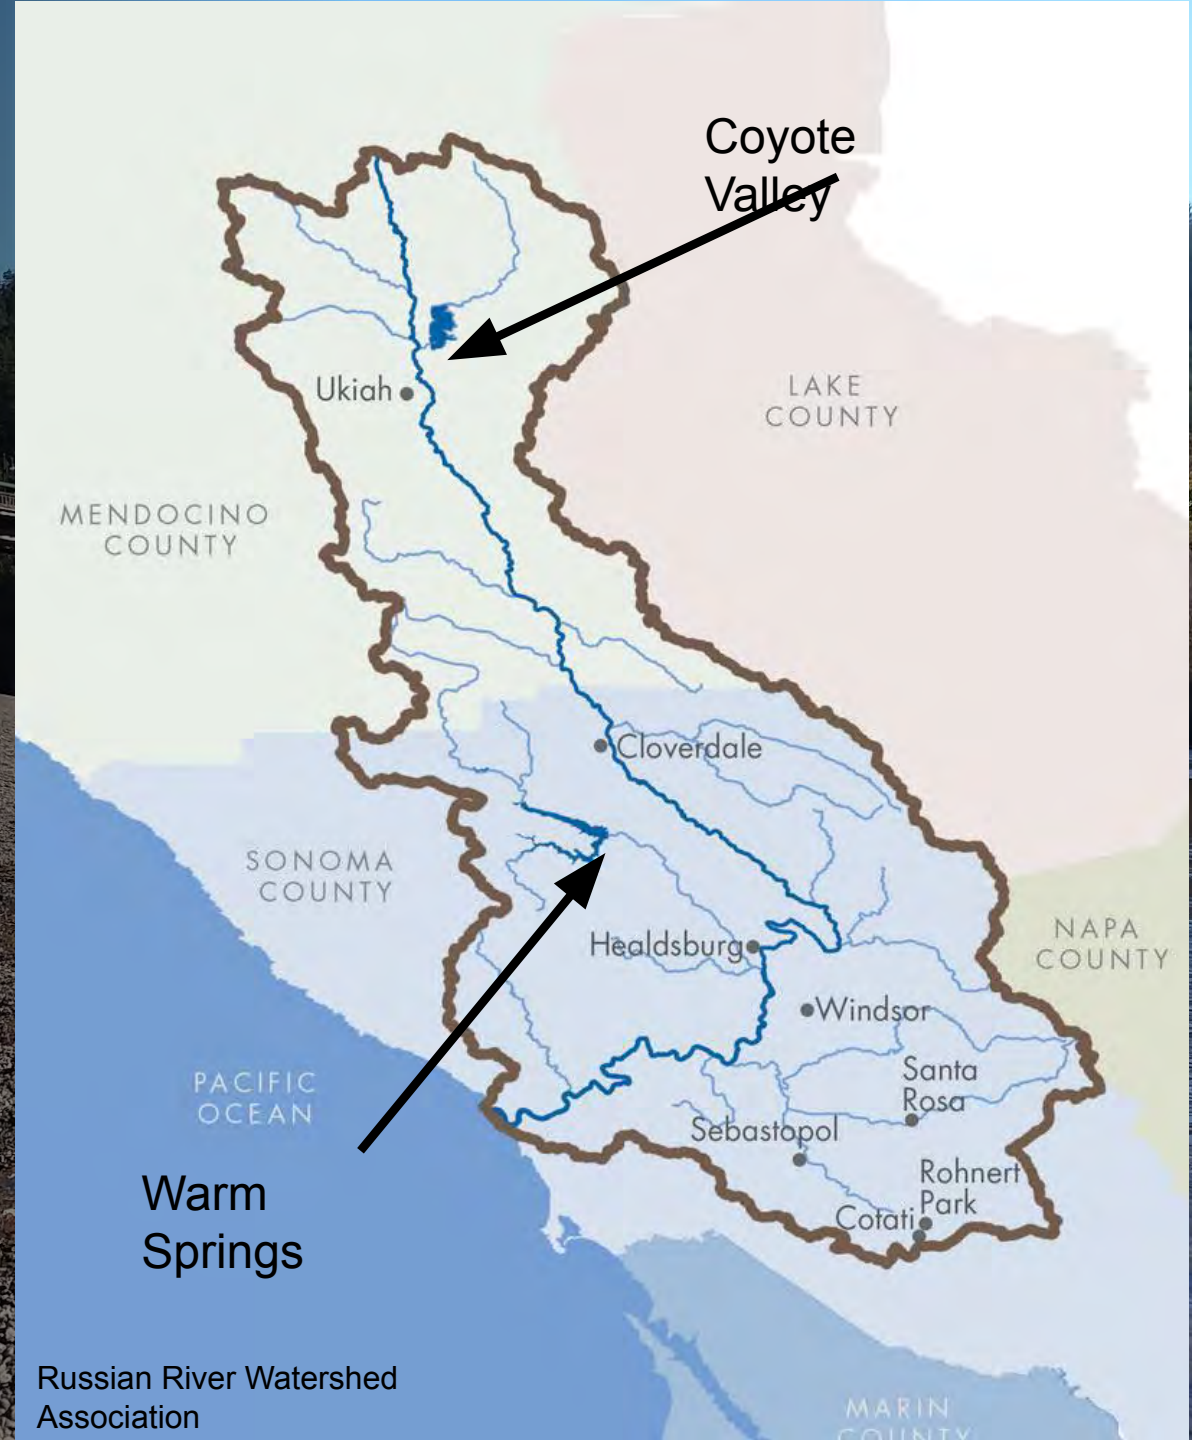 Coyote
Valley
LAKE
COUNTY
Ukiah
MENDOCINO
COUNTY
Cloverdale
SONOMA
COUNTY
Healdsburg
NAPA
COUNTY
Windsor
PACIFIC
OCEAN
Santa
Rosa
Sebastopol
Rohnert
Park
Cotati
Warm
Springs
Russian River Watershed
Association
MARIN
COUNTY